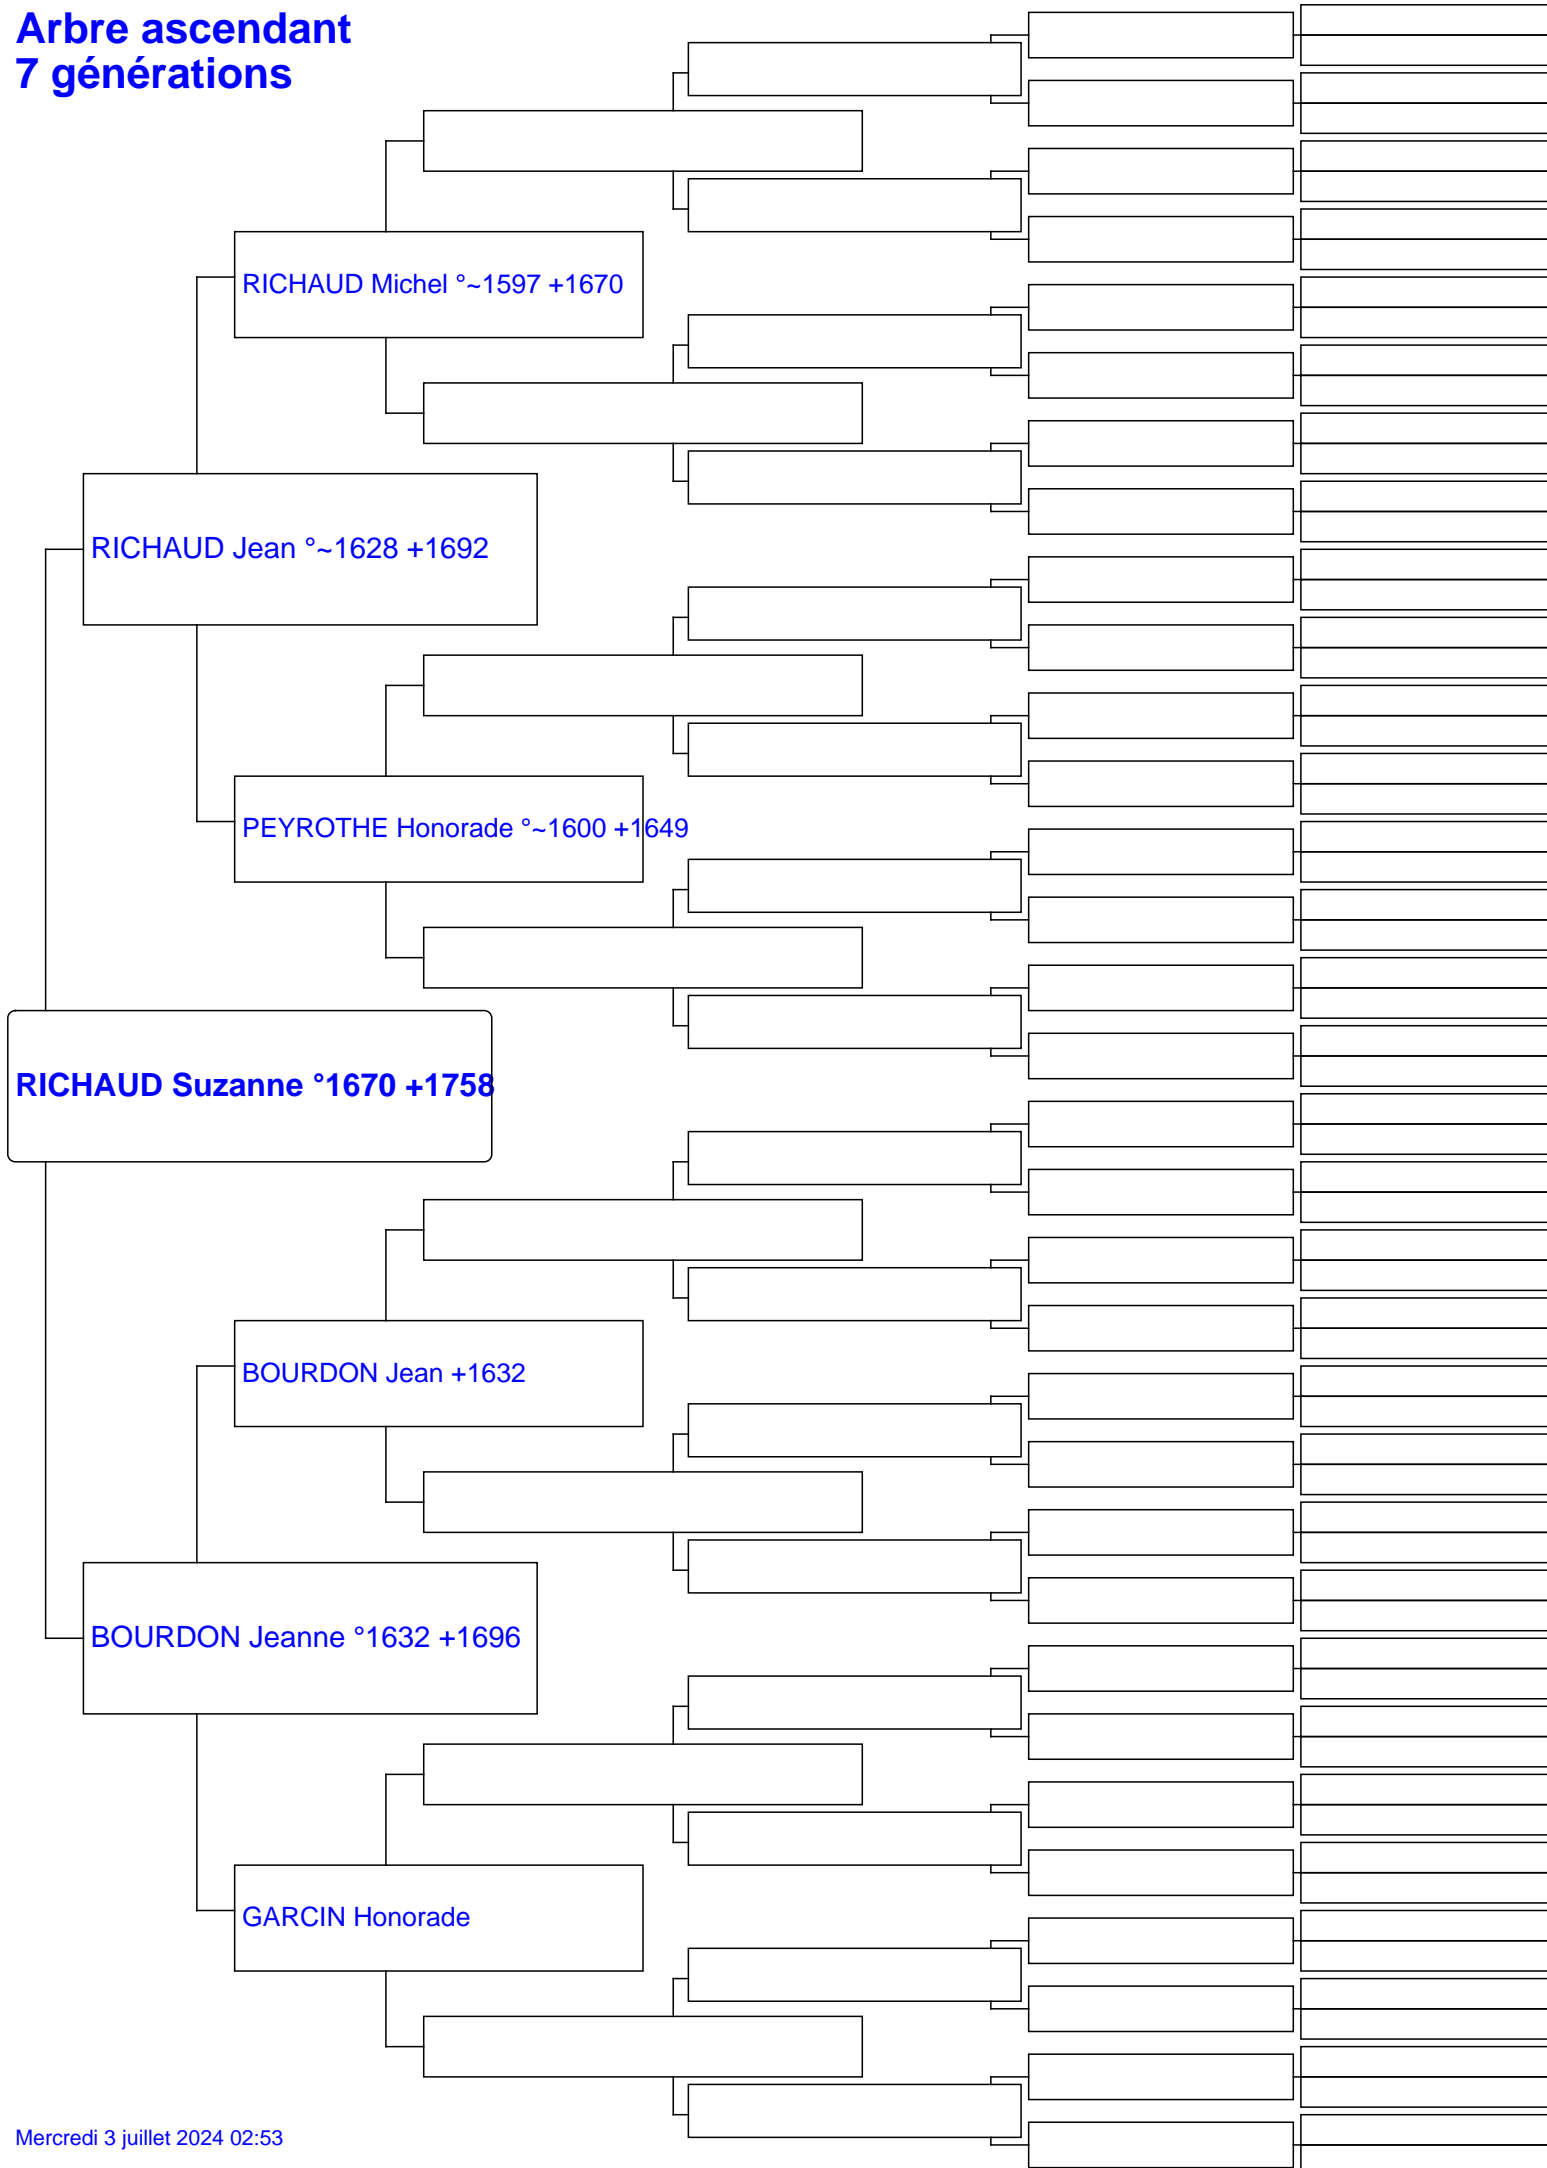 Arbre ascendant
7 générations
RICHAUD Michel °~1597 +1670
RICHAUD Jean °~1628 +1692
PEYROTHE Honorade °~1600 +1649
RICHAUD Suzanne °1670 +1758
BOURDON Jean +1632
BOURDON Jeanne °1632 +1696
GARCIN Honorade
Mercredi 3 juillet 2024 02:53